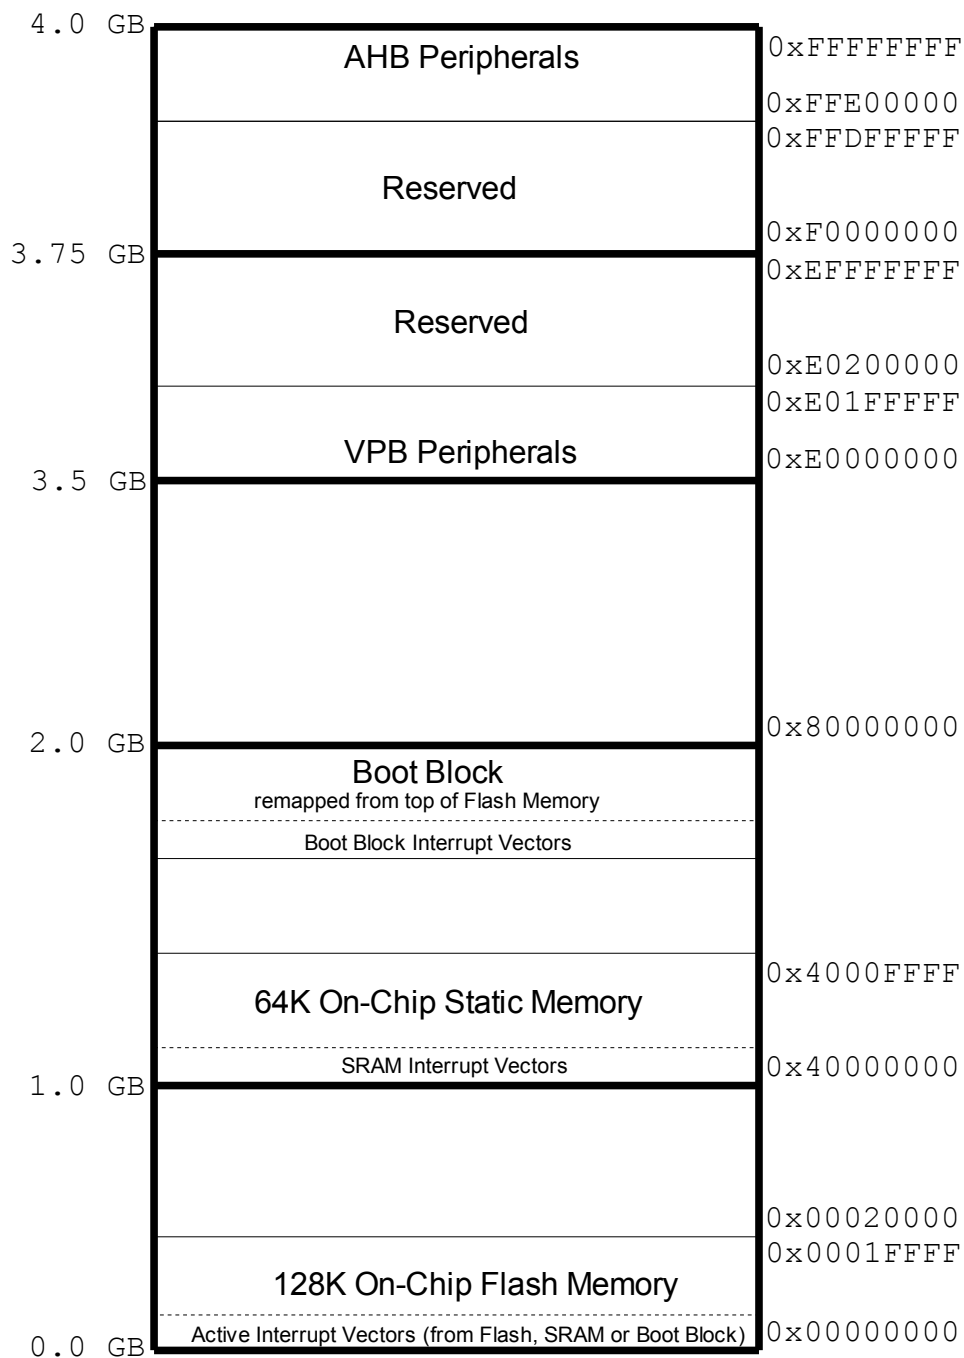 4.0 GB
AHB Peripherals
0xFFFFFFFF
0xFFE00000
0xFFDFFFFF
Reserved
0xF0000000
3.75 GB
0xEFFFFFFF
Reserved
0xE0200000
0xE01FFFFF
VPB Peripherals
0xE0000000
3.5 GB
0x80000000
2.0 GB
Boot Block
remapped from top of Flash Memory
Boot Block Interrupt Vectors
0x4000FFFF
64K On-Chip Static Memory
SRAM Interrupt Vectors
0x40000000
1.0 GB
0x00020000
0x0001FFFF
128K On-Chip Flash Memory
Active Interrupt Vectors (from Flash, SRAM or Boot Block)
0x00000000
0.0 GB